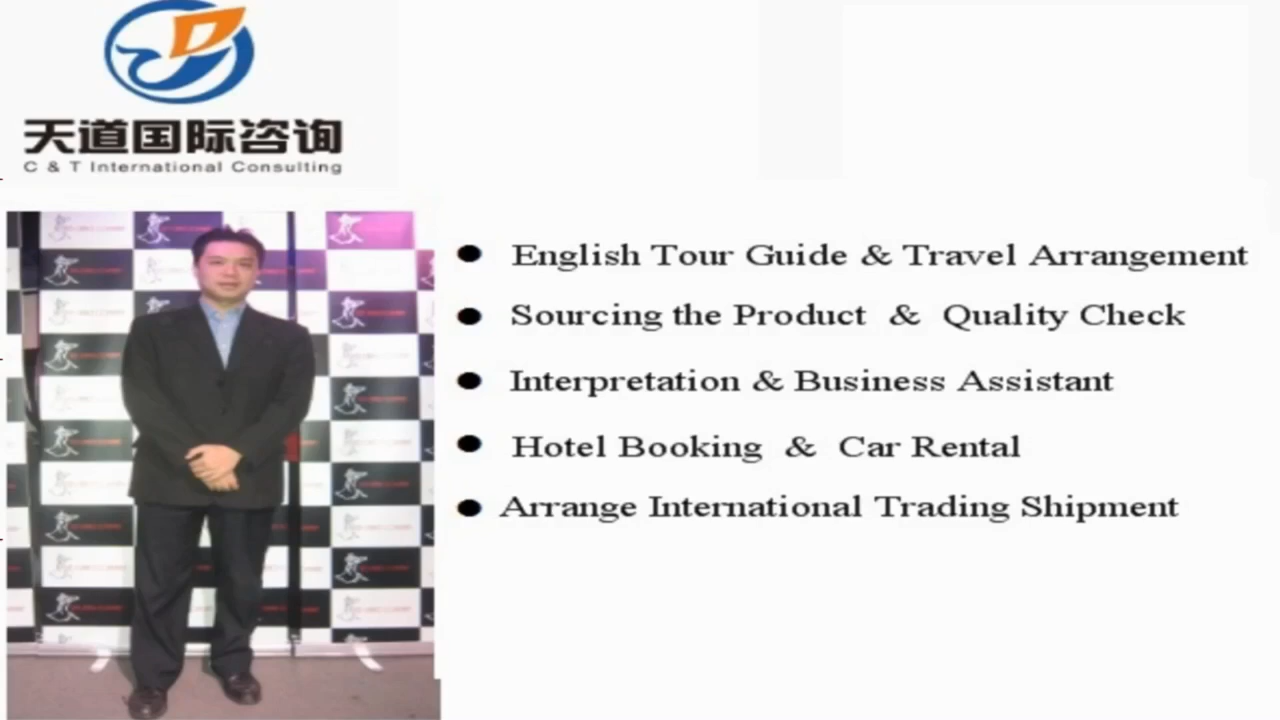 天道国际咨询
C & T International Consulting
● English Tour Guide & Travel Arrangement
● Sourcing the Product & Quality Check
● Interpretation & Business Assistant
● Hotel Booking & Car Rental
● Arrange International Trading Shipment